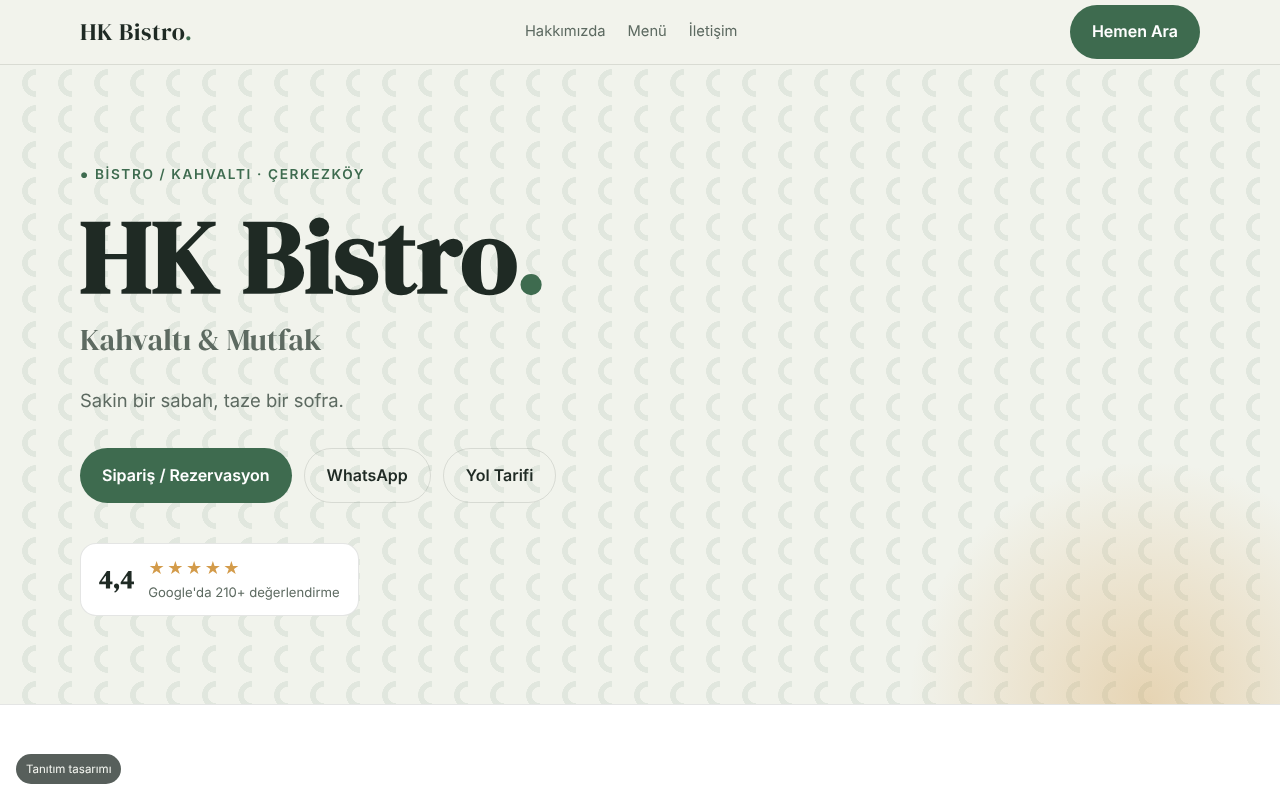 HK Bistro.
Hakkımızda Menü İletişim
Hemen Ara
● BİSTRO / KAHVALTI · ÇERKEZKÖY
HK Bistro.
Kahvaltı & Mutfak
Sakin bir sabah, taze bir sofra.
Sipariş / Rezervasyon
WhatsApp
Yol Tarifi
4,4
★★★★★
Google'da 210+ değerlendirme
Tanıtım tasarımı